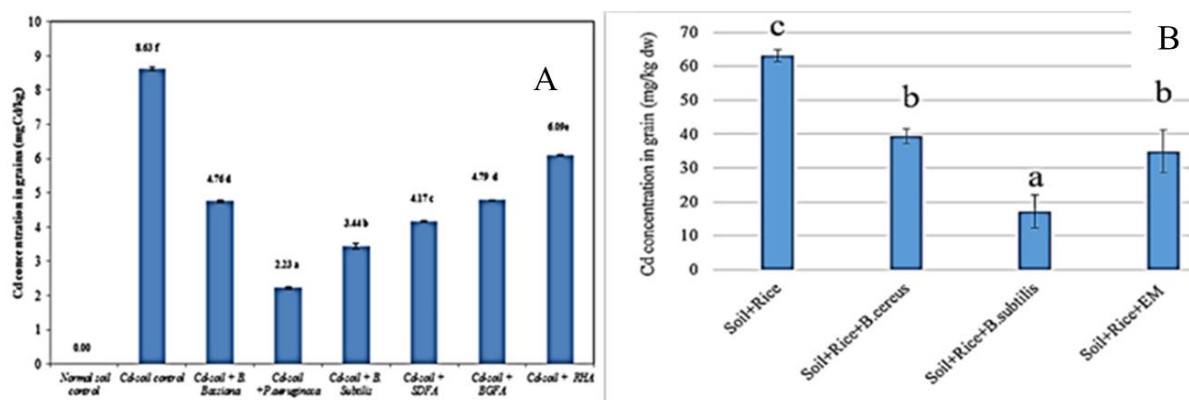 A
Cd concentration in grains (mgCd/kg)
10
9
8
7
6
5
4
3
2
1
0
0.00
8.63 f
4.76 d
2.23 a
3.44 b
4.17 c
4.79 d
6.09e
Normal soil
control
Cd-soil control
Cd-soil + B.
Bassiana
Cd-soil
+P.aeruginosa
Cd-soil + B.
Subtilis
Cd-soil +
SDFA
Cd-soil +
BGFA
Cd-soil + RHA
B
Cd concentration in grain (mg/kg dw)
70
60
50
40
30
20
10
0
c
b
a
b
Soil+Rice
Soil+Rice+B.cereus
Soil+Rice+B.subtilis
Soil+Rice+EM